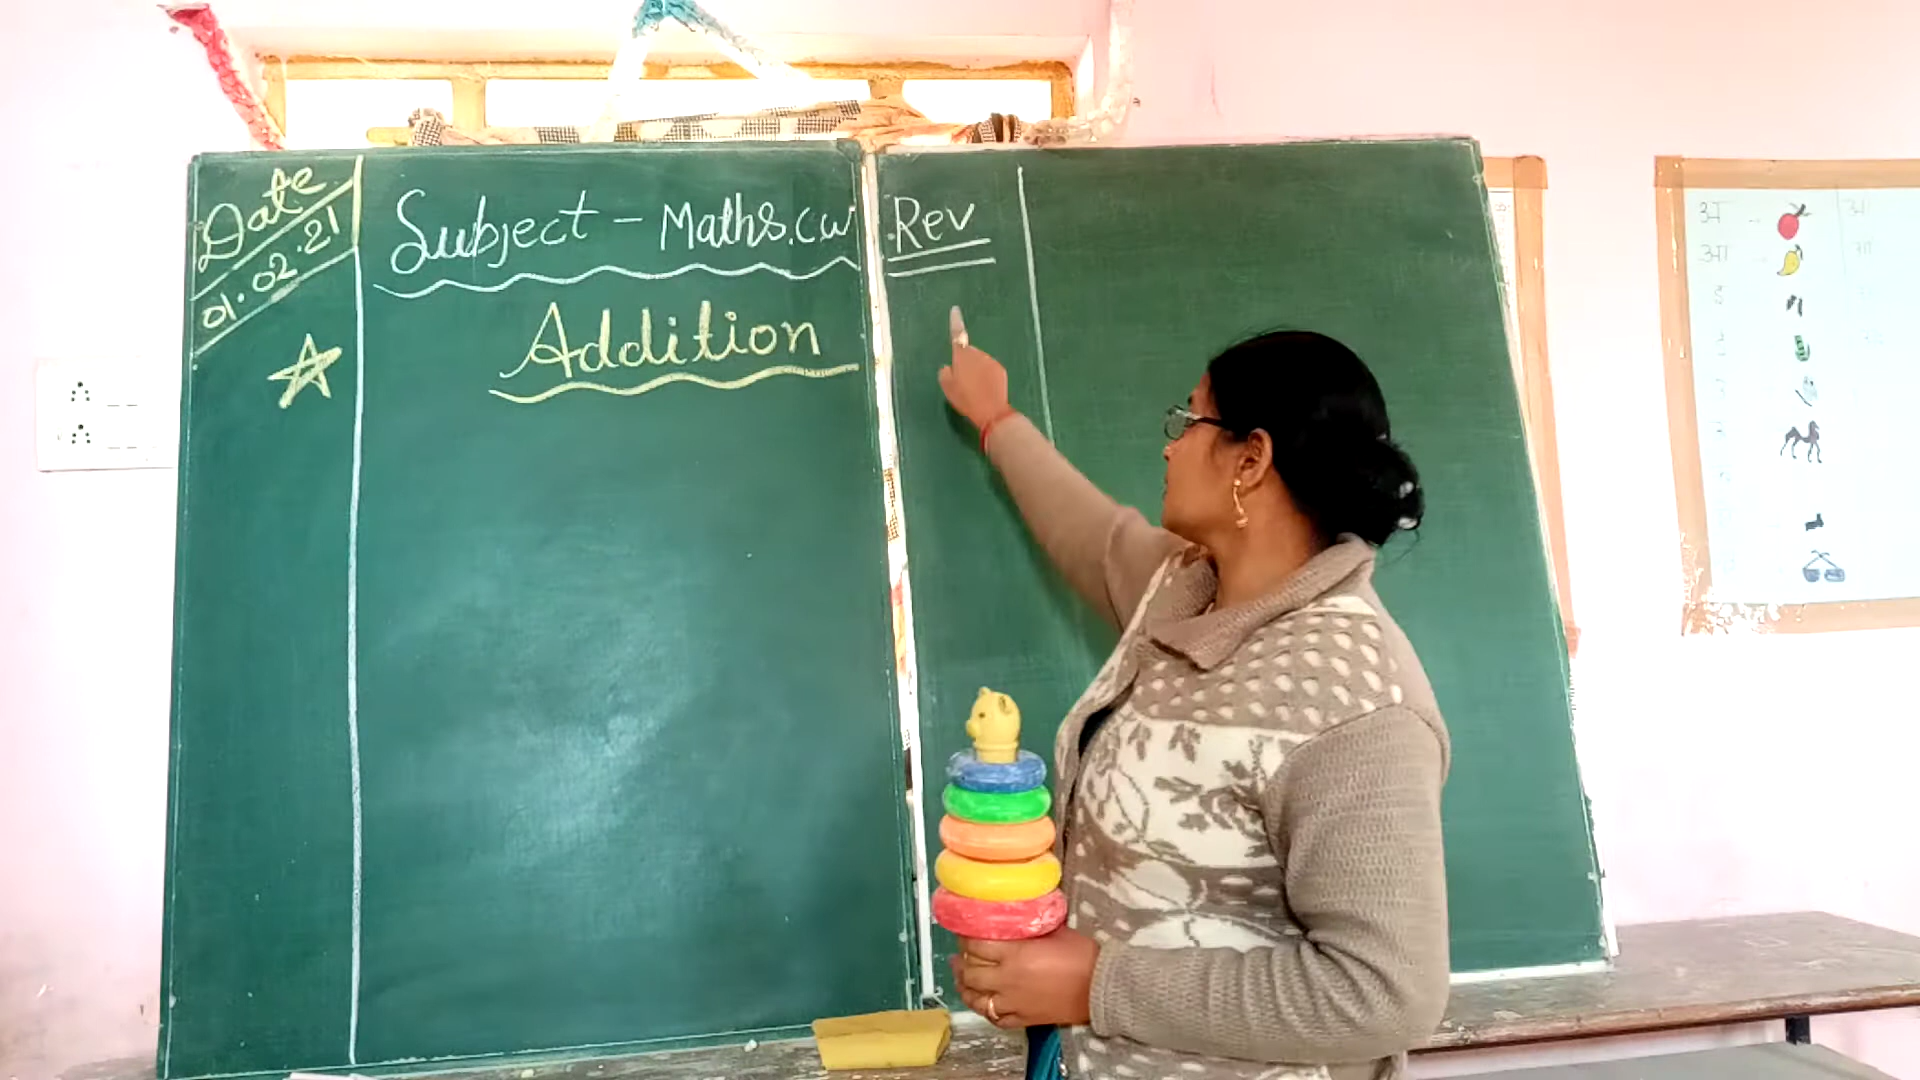 Date
01.02.21
Subject - Maths.cw
Addition
Rev
अ
आ